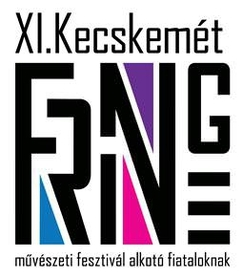 XI.Kecskemét
FRINGE
művészeti fesztivál alkotó fiataloknak